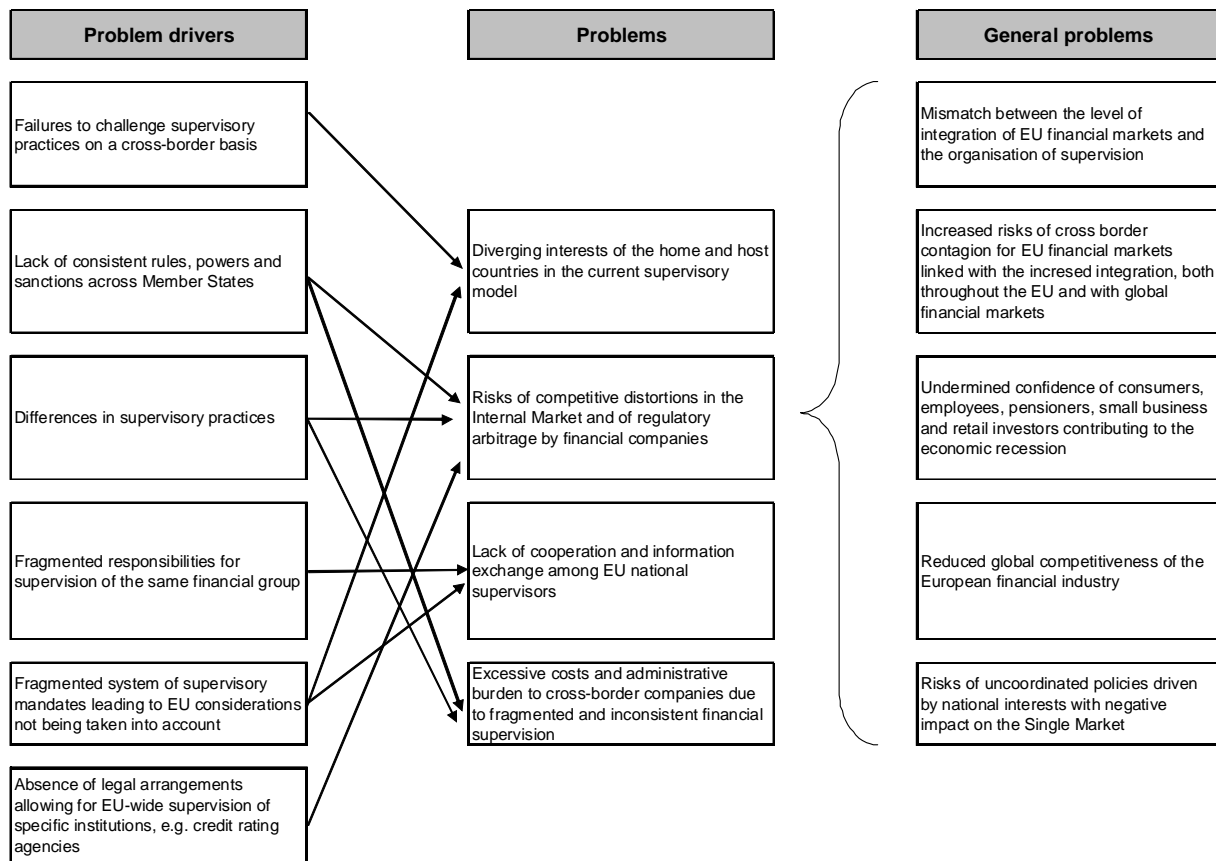 Problem drivers
Problems
General problems
Failures to challenge supervisory
practices on a cross-border basis
Lack of consistent rules, powers and
sanctions across Member States
Differences in supervisory practices
Fragmented responsibilities for
supervision of the same financial group
Fragmented system of supervisory
mandates leading to EU considerations
not being taken into account
Absence of legal arrangements
allowing for EU-wide supervision of
specific institutions, e.g. credit rating
agencies
Diverging interests of the home and host
countries in the current supervisory
model
Risks of competitive distortions in the
Internal Market and of regulatory
arbitrage by financial companies
Lack of cooperation and information
exchange among EU national
supervisors
Excessive costs and administrative
burden to cross-border companies due
to fragmented and inconsistent financial
supervision
Mismatch between the level of
integration of EU financial markets and
the organisation of supervision
Increased risks of cross border
contagion for EU financial markets
linked with the incresed integration, both
throughout the EU and with global
financial markets
Undermined confidence of consumers,
employees, pensioners, small business
and retail investors contributing to the
economic recession
Reduced global competitiveness of the
European financial industry
Risks of uncoordinated policies driven
by national interests with negative
impact on the Single Market